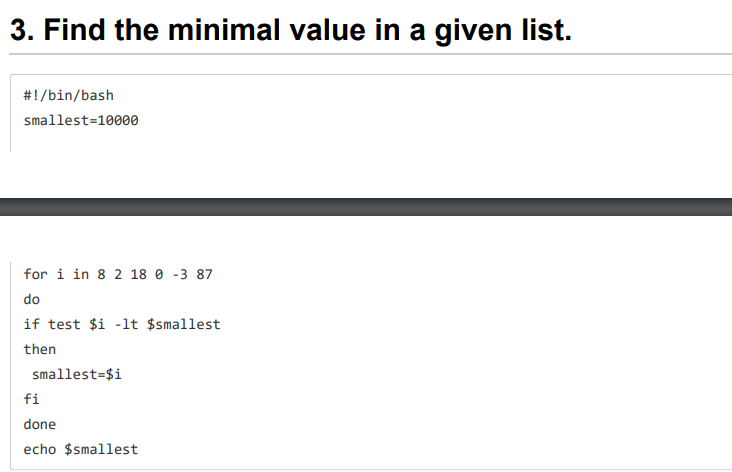 3. Find the minimal value in a given list.
#!/bin/bash
smallest=10000
for i in 8 2 18 0 -3 87
do
if test $i -lt $smallest
then
 smallest=$i
fi
done
echo $smallest